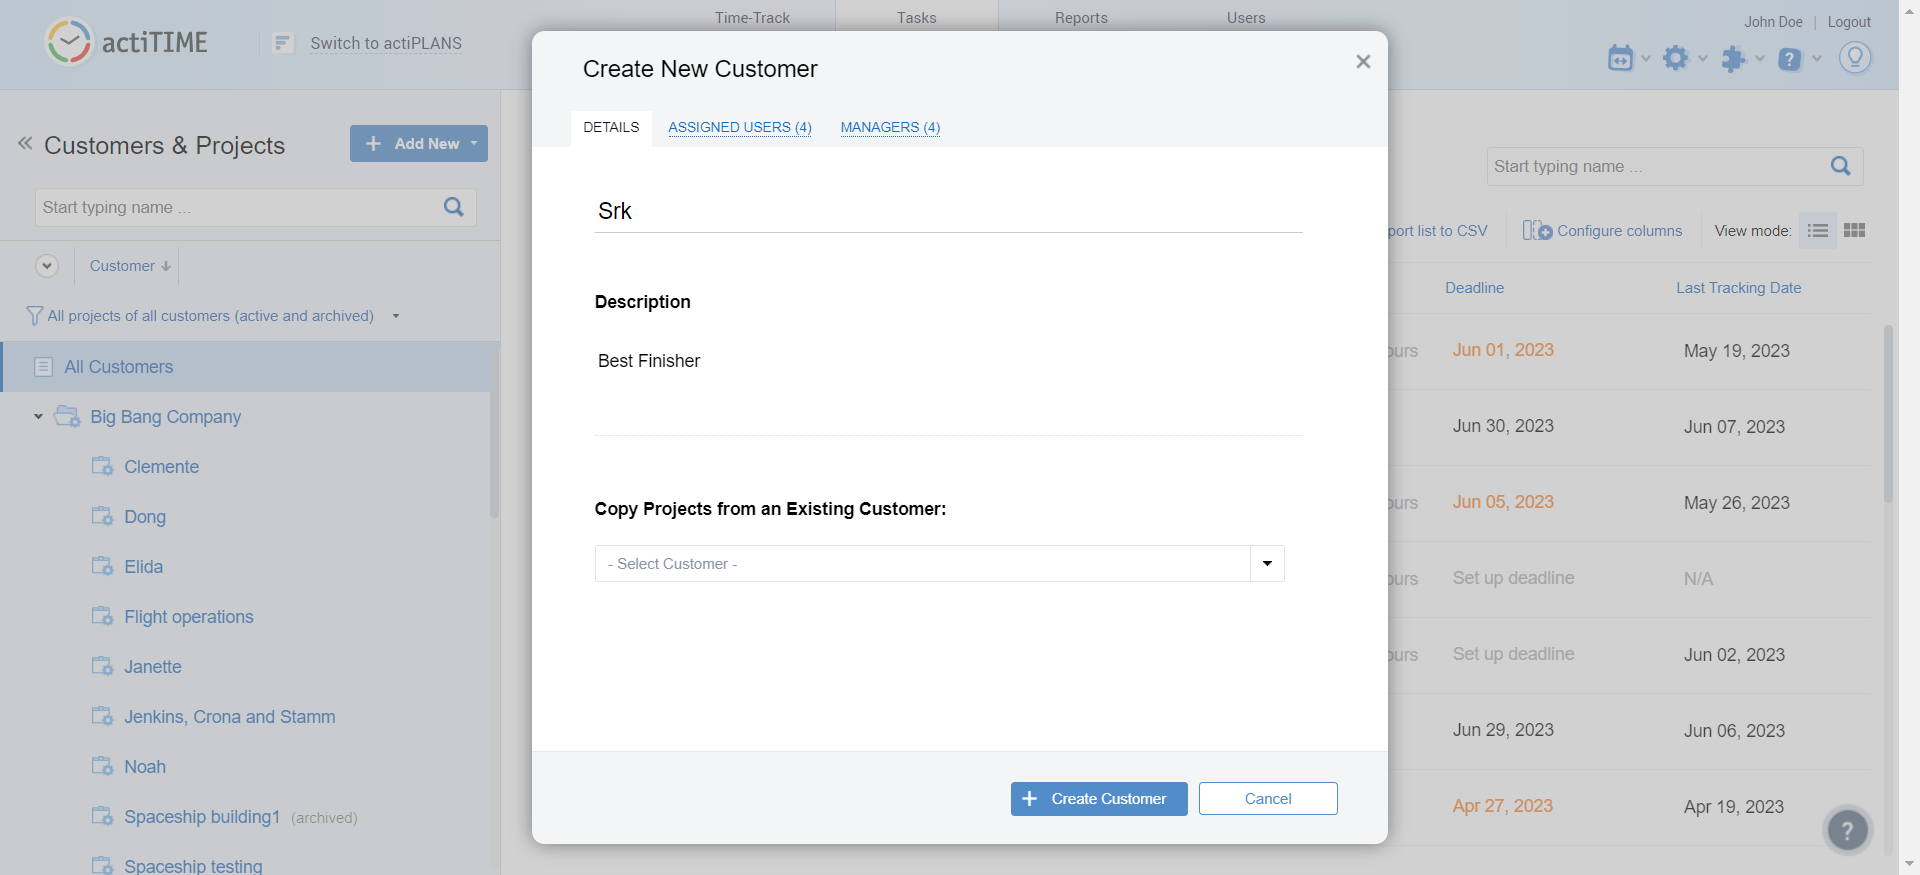 actiTIME
Switch to actiPLANS
Time-Track
Tasks
Reports
Users
John Doe | Logout
Customers & Projects
Add New
Start typing name ...
Customer
All projects of all customers (active and archived)
All Customers
Big Bang Company
Clemente
Dong
Elida
Flight operations
Janette
Jenkins, Crona and Stamm
Noah
Spaceship building1 (archived)
Spaceship testing
Create New Customer
DETAILS
ASSIGNED USERS (4)
MANAGERS (4)
Srk
Description
Best Finisher
Copy Projects from an Existing Customer:
- Select Customer -
Create Customer
Cancel
Start typing name ...
port list to CSV
Configure columns
View mode:
Deadline
Last Tracking Date
ours
Jun 01, 2023
May 19, 2023
Jun 30, 2023
Jun 07, 2023
ours
Jun 05, 2023
May 26, 2023
ours
Set up deadline
N/A
ours
Set up deadline
Jun 02, 2023
Jun 29, 2023
Jun 06, 2023
Apr 27, 2023
Apr 19, 2023
?